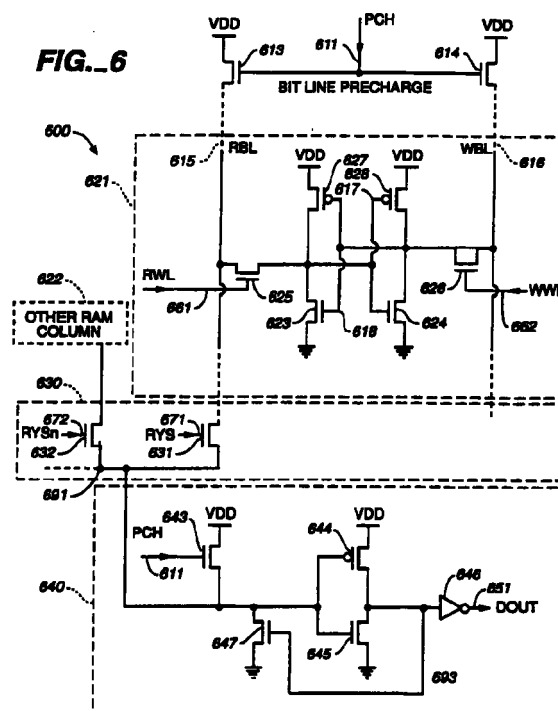 FIG._6
PCH
VDD
613
611
614
VDD
BIT LINE PRECHARGE
600
615
RBL
WBL
616
621
VDD
627
VDD
628
617
622
RWL
661
625
626
WWL
662
OTHER RAM
COLUMN
623
618
624
630
672
RYSn
632
671
RYS
631
691
VDD
643
VDD
644
PCH
611
646
651
DOUT
640
647
645
693